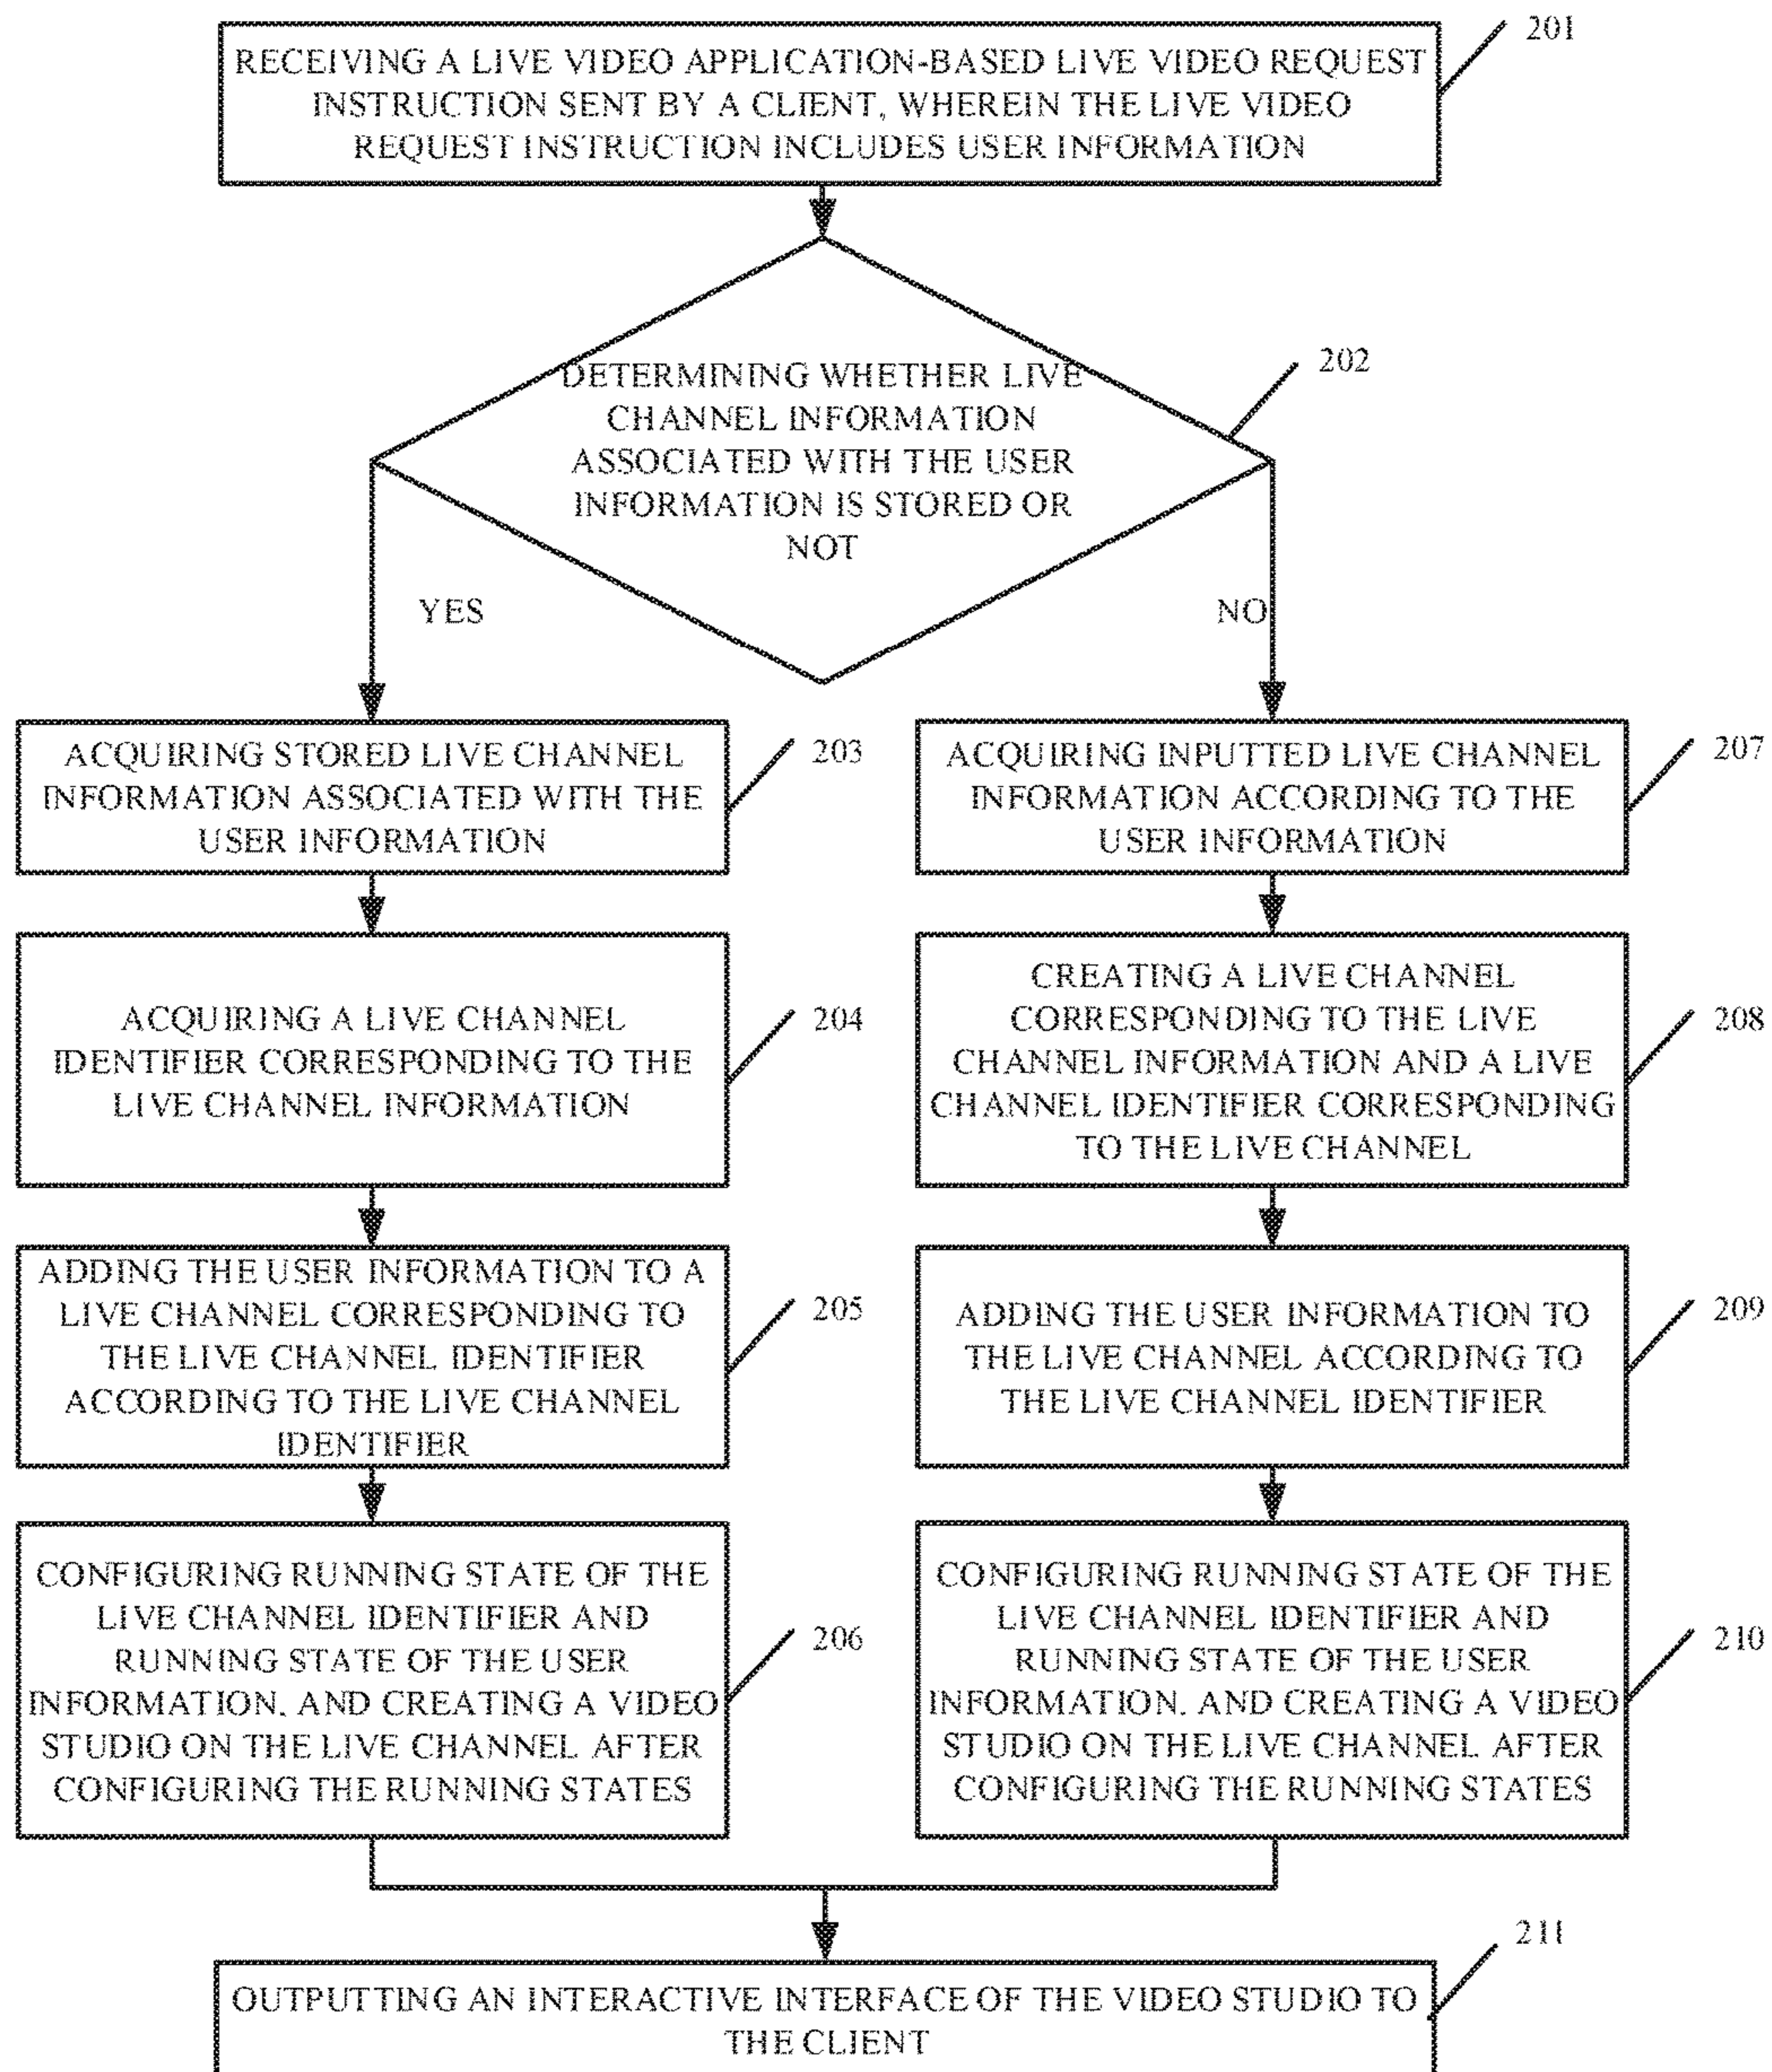 201
RECEIVING A LIVE VIDEO APPLICATION-BASED LIVE VIDEO REQUEST
INSTRUCTION SENT BY A CLIENT, WHEREIN THE LIVE VIDEO
REQUEST INSTRUCTION INCLUDES USER INFORMATION
202
DETERMINING WHETHER LIVE
CHANNEL INFORMATION
ASSOCIATED WITH THE USER
INFORMATION IS STORED OR
NOT
YES
NO
203
ACQUIRING STORED LIVE CHANNEL
INFORMATION ASSOCIATED WITH THE
USER INFORMATION
204
ACQUIRING A LIVE CHANNEL
IDENTIFIER CORRESPONDING TO THE
LIVE CHANNEL INFORMATION
205
ADDING THE USER INFORMATION TO A
LIVE CHANNEL CORRESPONDING TO
THE LIVE CHANNEL IDENTIFIER
ACCORDING TO THE LIVE CHANNEL
IDENTIFIER
206
CONFIGURING RUNNING STATE OF THE
LIVE CHANNEL IDENTIFIER AND
RUNNING STATE OF THE USER
INFORMATION, AND CREATING A VIDEO
STUDIO ON THE LIVE CHANNEL AFTER
CONFIGURING THE RUNNING STATES
207
ACQUIRING INPUTTED LIVE CHANNEL
INFORMATION ACCORDING TO THE
USER INFORMATION
208
CREATING A LIVE CHANNEL
CORRESPONDING TO THE LIVE
CHANNEL INFORMATION AND A LIVE
CHANNEL IDENTIFIER CORRESPONDING
TO THE LIVE CHANNEL
209
ADDING THE USER INFORMATION TO
THE LIVE CHANNEL ACCORDING TO
THE LIVE CHANNEL IDENTIFIER
210
CONFIGURING RUNNING STATE OF THE
LIVE CHANNEL IDENTIFIER AND
RUNNING STATE OF THE USER
INFORMATION, AND CREATING A VIDEO
STUDIO ON THE LIVE CHANNEL AFTER
CONFIGURING THE RUNNING STATES
211
OUTPUTTING AN INTERACTIVE INTERFACE OF THE VIDEO STUDIO TO
THE CLIENT